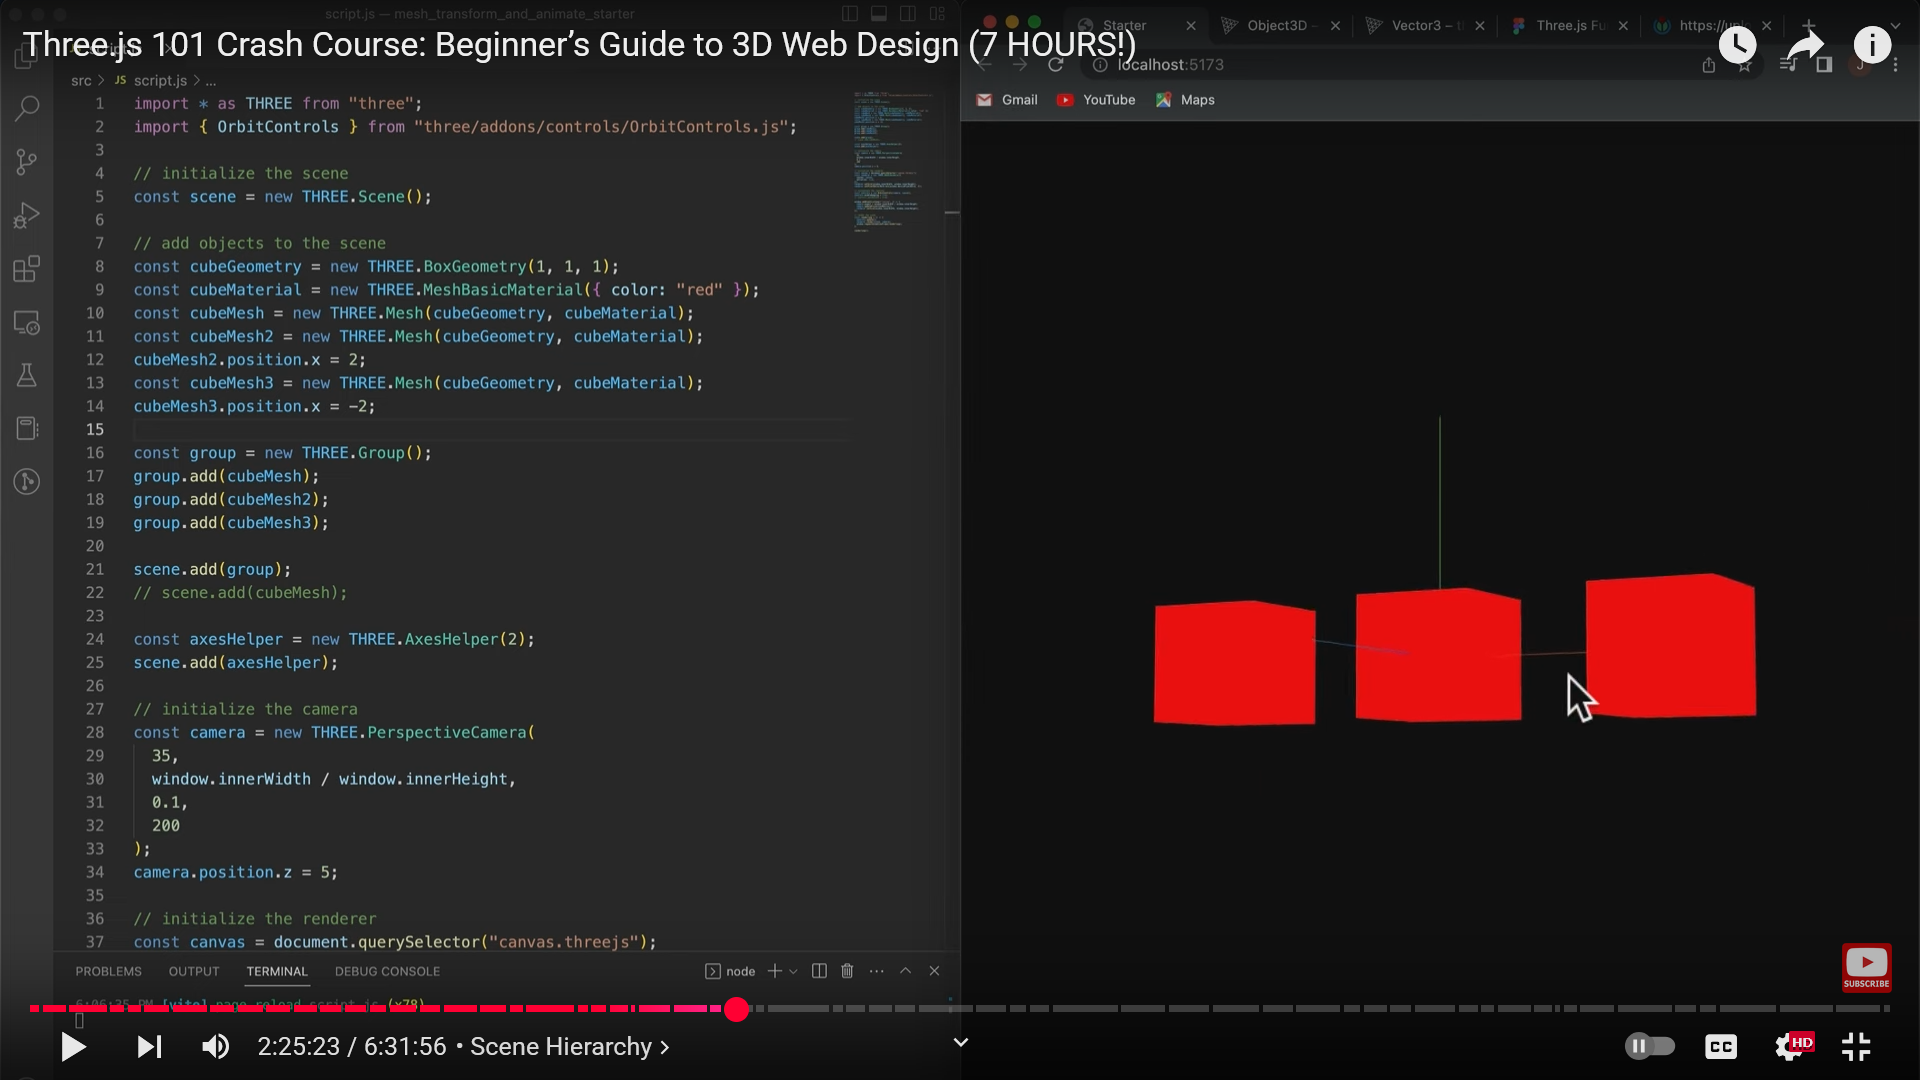 script.js — mesh_transform_and_animate_starter
Three.js 101 Crash Course: Beginner’s Guide to 3D Web Design (7 HOURS!)
src > JS script.js > ...
1 import * as THREE from "three";
2 import { OrbitControls } from "three/addons/controls/OrbitControls.js";
3
4 // initialize the scene
5 const scene = new THREE.Scene();
6
7 // add objects to the scene
8 const cubeGeometry = new THREE.BoxGeometry(1, 1, 1);
9 const cubeMaterial = new THREE.MeshBasicMaterial({ color: "red" });
10 const cubeMesh = new THREE.Mesh(cubeGeometry, cubeMaterial);
11 const cubeMesh2 = new THREE.Mesh(cubeGeometry, cubeMaterial);
12 cubeMesh2.position.x = 2;
13 const cubeMesh3 = new THREE.Mesh(cubeGeometry, cubeMaterial);
14 cubeMesh3.position.x = -2;
15
16 const group = new THREE.Group();
17 group.add(cubeMesh);
18 group.add(cubeMesh2);
19 group.add(cubeMesh3);
20
21 scene.add(group);
22 // scene.add(cubeMesh);
23
24 const axesHelper = new THREE.AxesHelper(2);
25 scene.add(axesHelper);
26
27 // initialize the camera
28 const camera = new THREE.PerspectiveCamera(
29 35,
30 window.innerWidth / window.innerHeight,
31 0.1,
32 200
33 );
34 camera.position.z = 5;
35
36 // initialize the renderer
37 const canvas = document.querySelector("canvas.threejs");
PROBLEMS OUTPUT TERMINAL DEBUG CONSOLE node
6:06:35 PM [vite] page reload script.js (x78)
Starter Object3D – Vector3 – t Three.js Fu https://
localhost:5173 J
Gmail YouTube Maps
SUBSCRIBE
2:25:23 / 6:31:56 • Scene Hierarchy >
CC HD